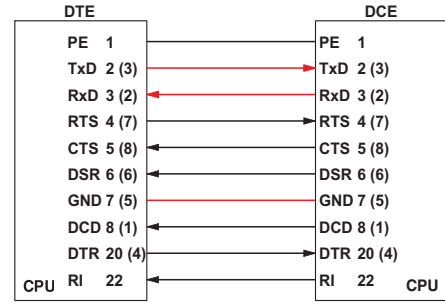 DTE DCE
PE 1 PE 1
TxD 2 (3) TxD 2 (3)
RxD 3 (2) RxD 3 (2)
RTS 4 (7) RTS 4 (7)
CTS 5 (8) CTS 5 (8)
DSR 6 (6) DSR 6 (6)
GND 7 (5) GND 7 (5)
DCD 8 (1) DCD 8 (1)
DTR 20 (4) DTR 20 (4)
CPU RI 22 RI 22 CPU